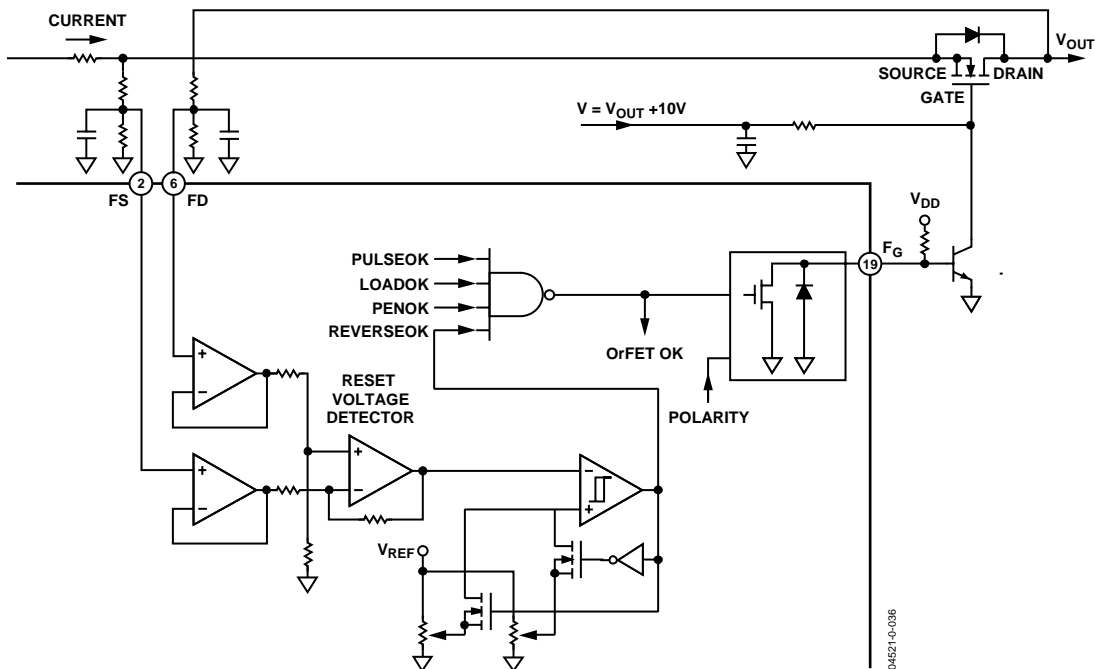 CURRENT
VOUT
SOURCE
DRAIN
GATE
V = VOUT +10V
2
6
FS
FD
VDD
FG
19
PULSEOK
LOADOK
PENOK
REVERSEOK
OrFET OK
POLARITY
+
−
RESET
VOLTAGE
DETECTOR
+
−
+
−
−
+
VREF
04521-0-036